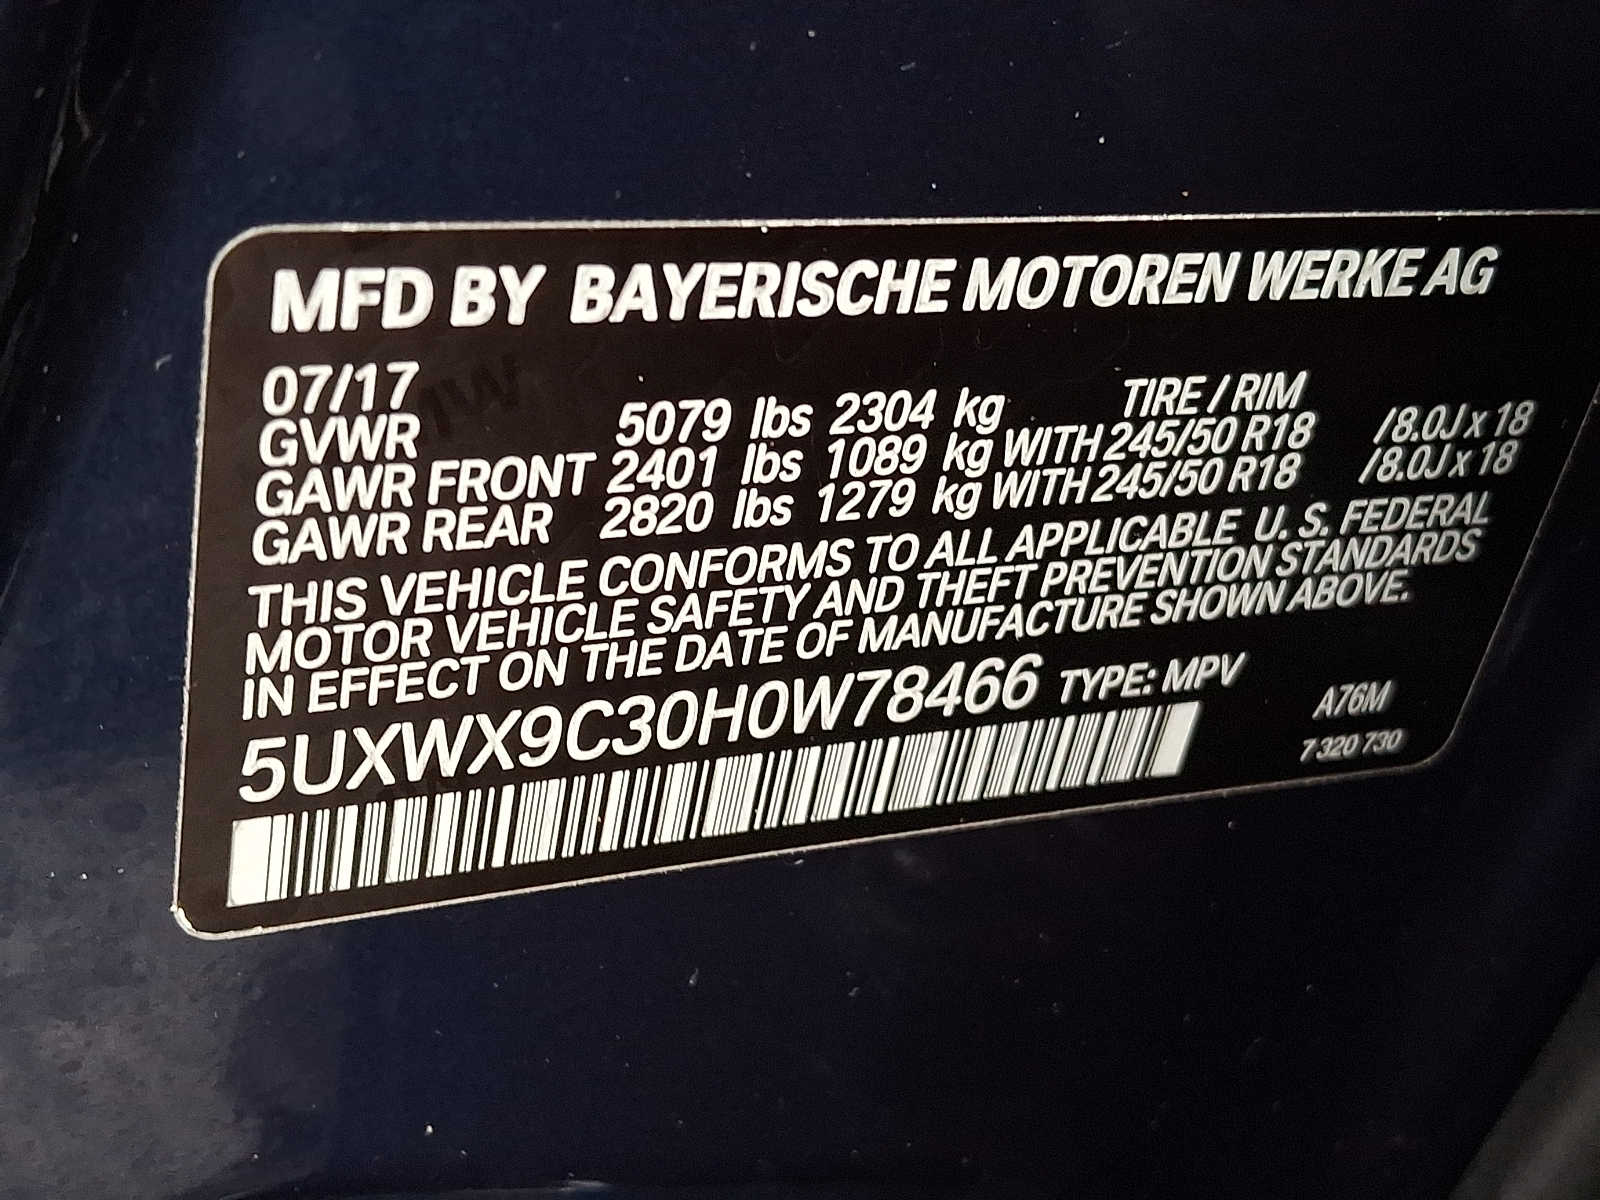 MFD BY BAYERISCHE MOTOREN WERKE AG
07/17
GVWR 5079 lbs 2304 kg TIRE / RIM
GAWR FRONT 2401 lbs 1089 kg WITH 245/50 R18 /8.0J x 18
GAWR REAR 2820 lbs 1279 kg WITH 245/50 R18 /8.0J x 18
THIS VEHICLE CONFORMS TO ALL APPLICABLE U. S. FEDERAL
MOTOR VEHICLE SAFETY AND THEFT PREVENTION STANDARDS
IN EFFECT ON THE DATE OF MANUFACTURE SHOWN ABOVE.
5UXWX9C30H0W78466 TYPE: MPV
A76M
7 320 730